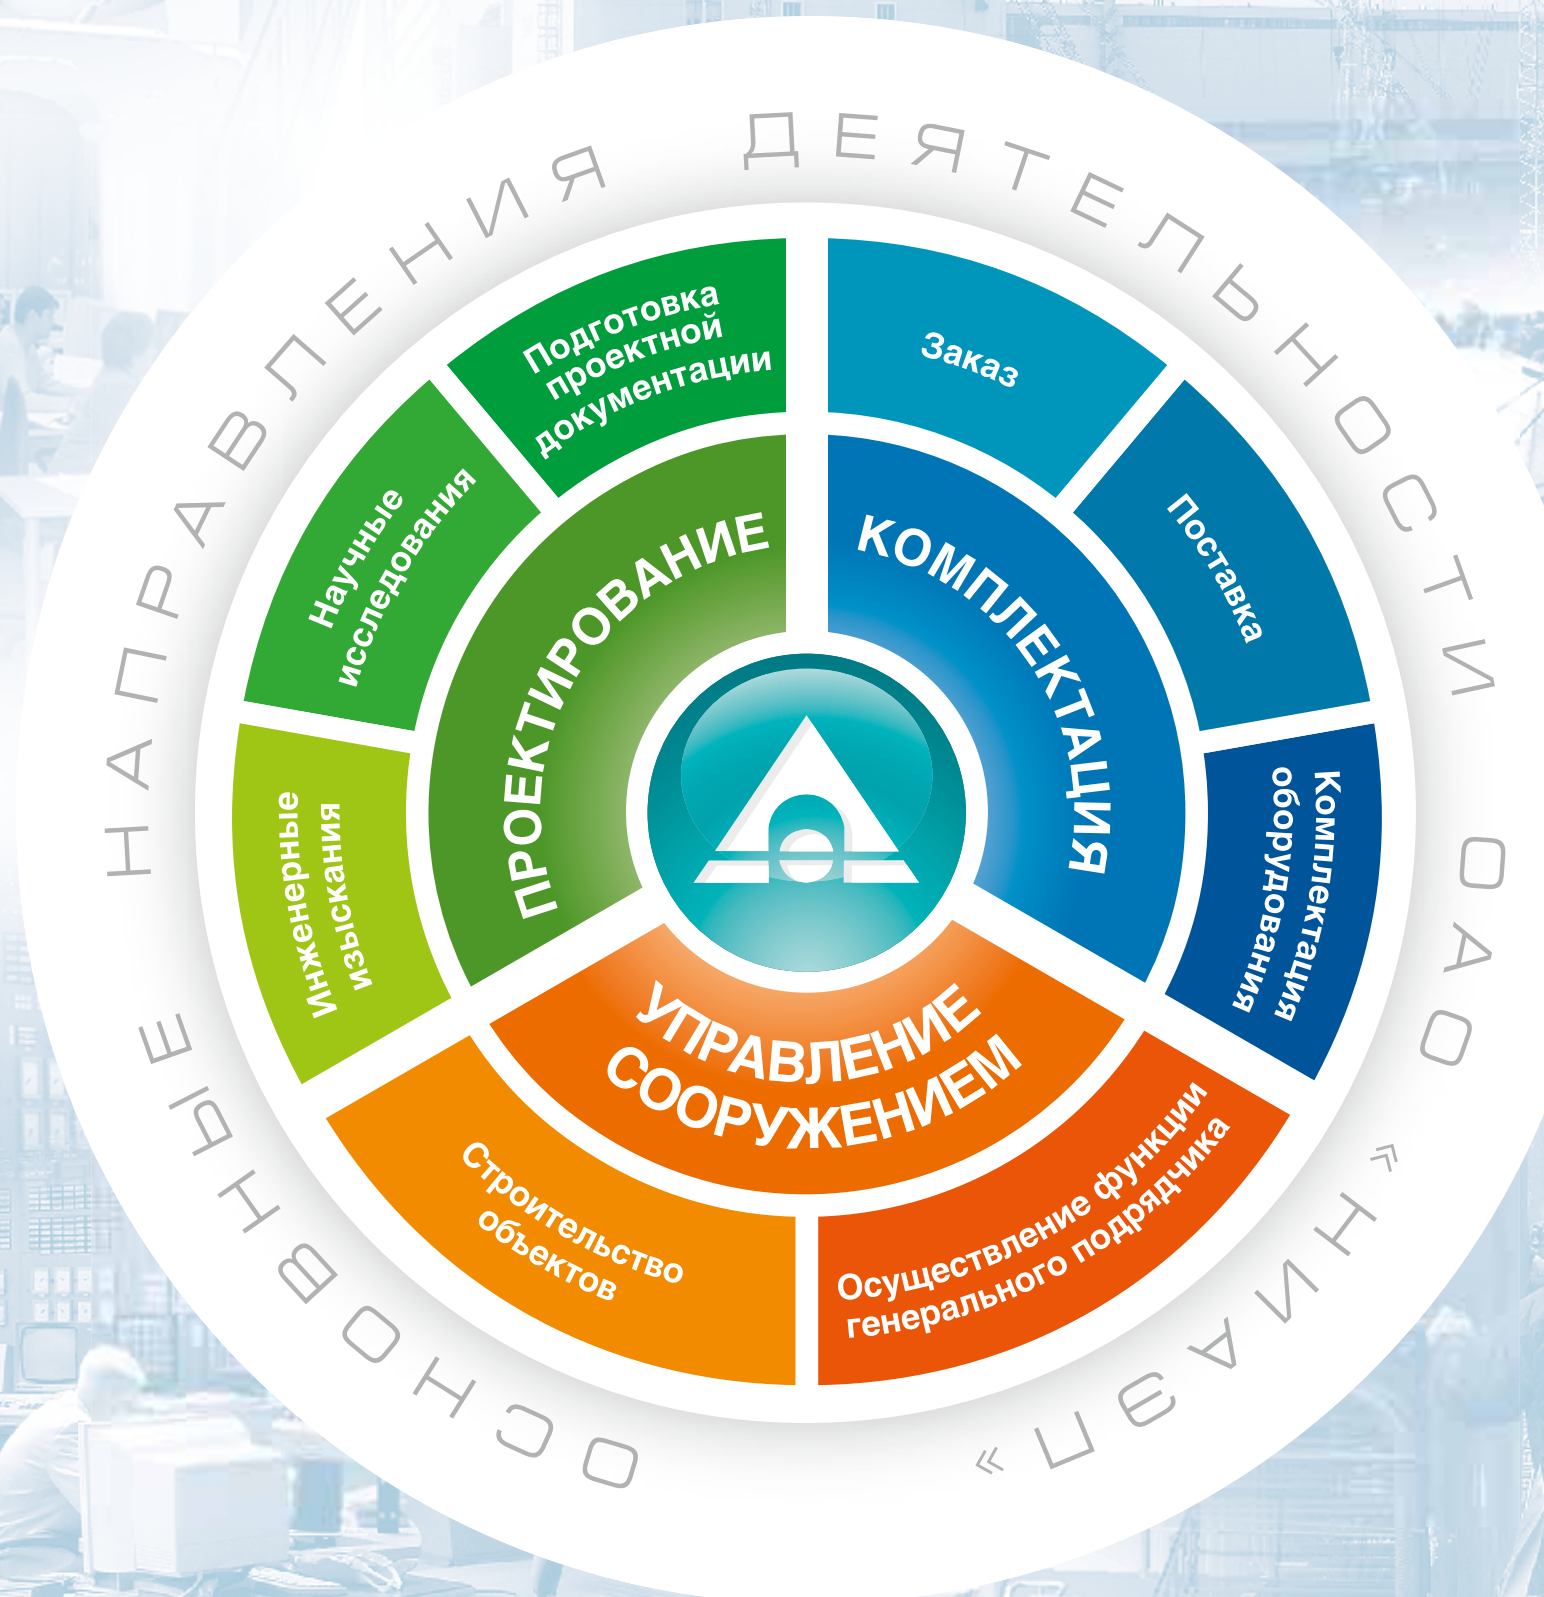 ОСНОВНЫЕ НАПРАВЛЕНИЯ ДЕЯТЕЛЬНОСТИ ОАО «НИАЭП»
ПРОЕКТИРОВАНИЕ
Инженерные
изыскания
Научные
исследования
Подготовка
проектной
документации
КОМПЛЕКТАЦИЯ
Заказ
Поставка
Комплектация
оборудования
УПРАВЛЕНИЕ
СООРУЖЕНИЕМ
Строительство
объектов
Осуществление функции
генерального подрядчика